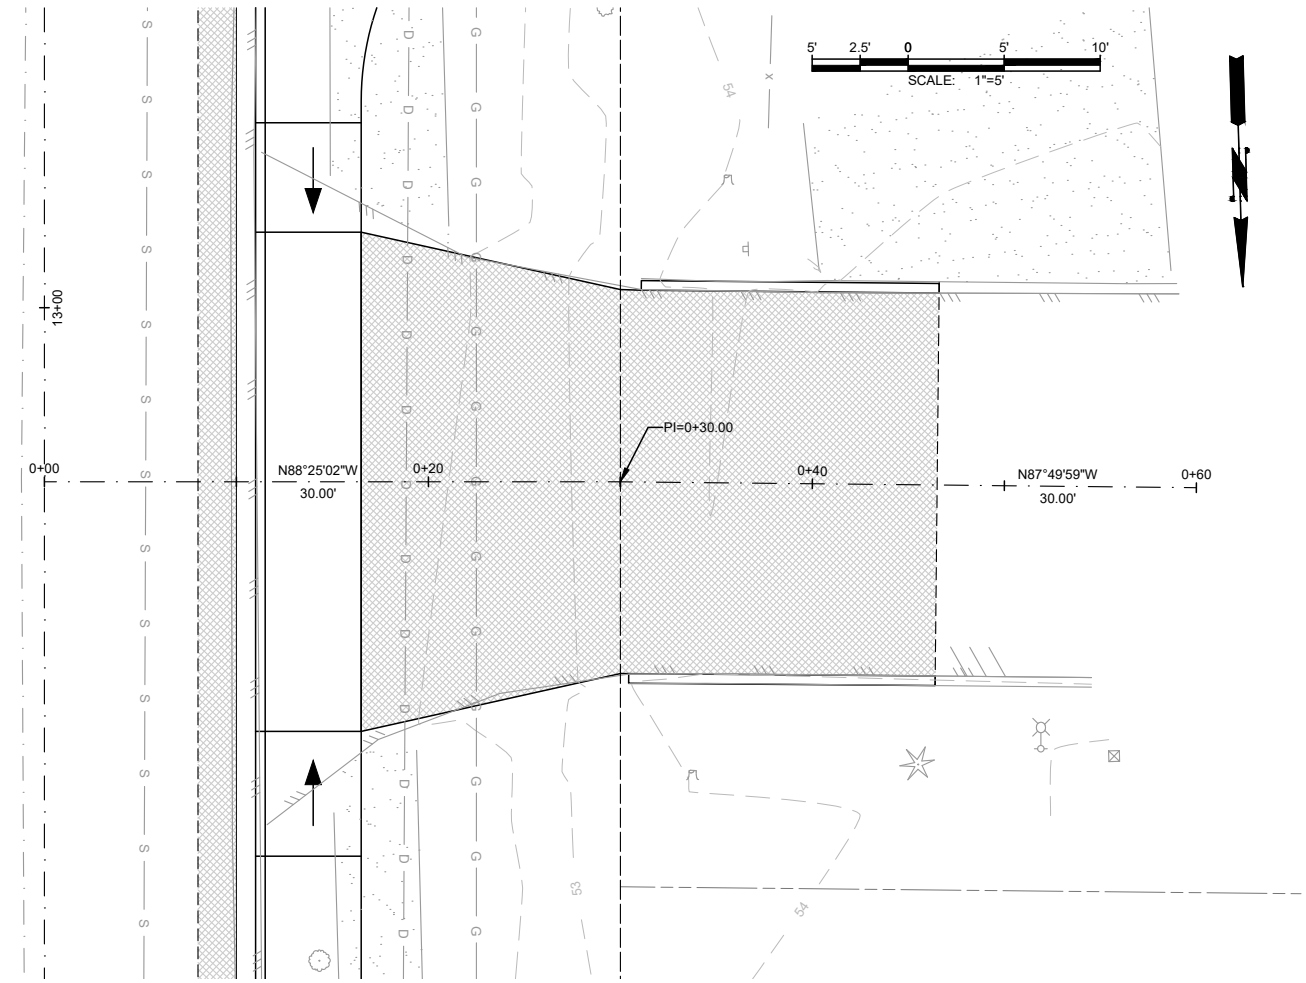 5' 2.5' 0 5' 10'
SCALE: 1"=5'
54
x
13+00
PI=0+30.00
0+00
N88°25'02"W
30.00'
0+20
0+40
N87°49'59"W
30.00'
0+60
53
54
S S S S S S S S S S S S S
D D D D D D D D D D D D D
G G G G G G G G G G G G G
N